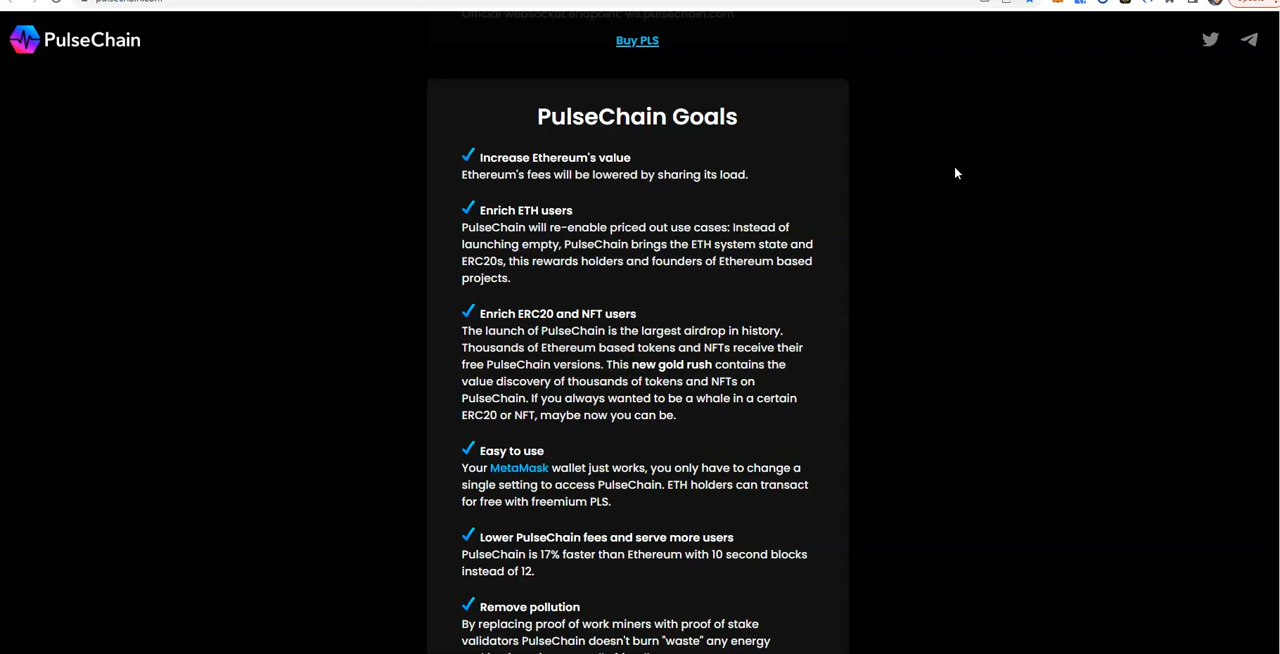 pulsechain.com
Official websocket endpoint: ws.pulsechain.com
PulseChain
Buy PLS
PulseChain Goals
Increase Ethereum's value
Ethereum's fees will be lowered by sharing its load.
Enrich ETH users
PulseChain will re-enable priced out use cases: Instead of
launching empty, PulseChain brings the ETH system state and
ERC20s, this rewards holders and founders of Ethereum based
projects.
Enrich ERC20 and NFT users
The launch of PulseChain is the largest airdrop in history.
Thousands of Ethereum based tokens and NFTs receive their
free PulseChain versions. This new gold rush contains the
value discovery of thousands of tokens and NFTs on
PulseChain. If you always wanted to be a whale in a certain
ERC20 or NFT, maybe now you can be.
Easy to use
Your MetaMask wallet just works, you only have to change a
single setting to access PulseChain. ETH holders can transact
for free with freemium PLS.
Lower PulseChain fees and serve more users
PulseChain is 17% faster than Ethereum with 10 second blocks
instead of 12.
Remove pollution
By replacing proof of work miners with proof of stake
validators PulseChain doesn't burn "waste" any energy